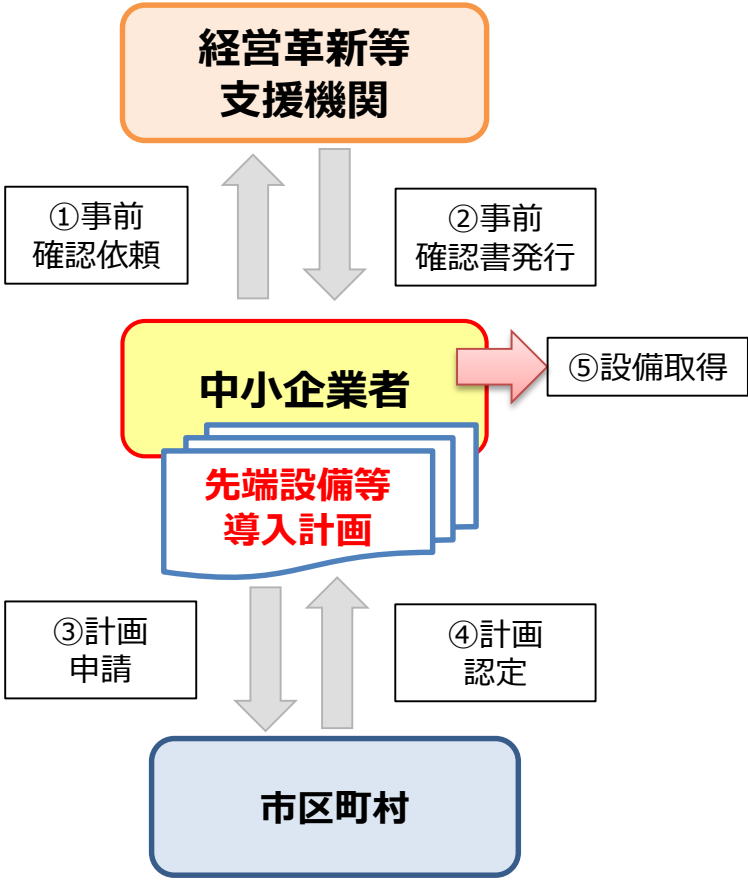 経営革新等
支援機関
①事前
確認依頼
②事前
確認書発行
中小企業者
⑤設備取得
先端設備等
導入計画
③計画
申請
④計画
認定
市区町村